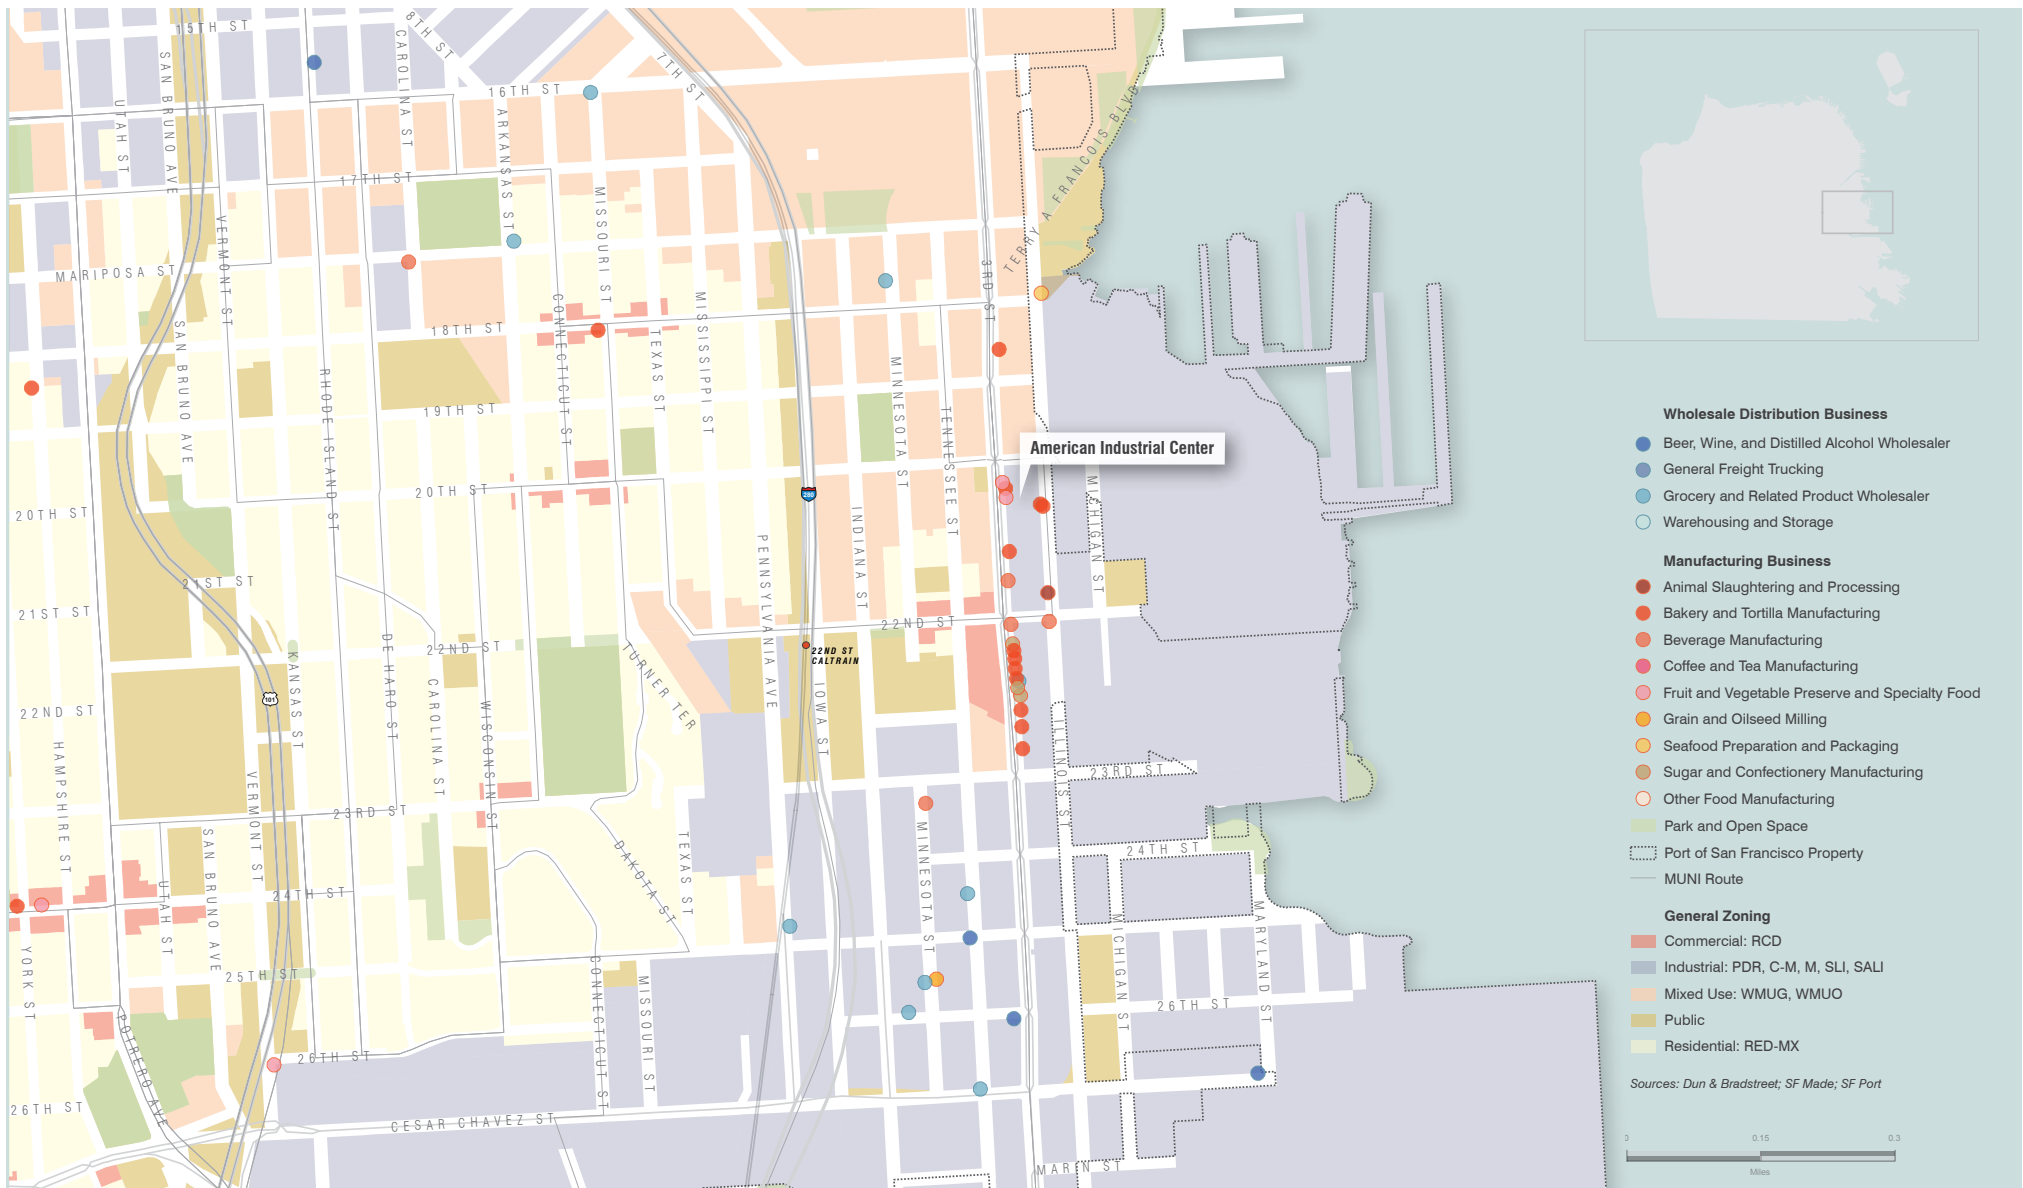 15TH ST
8TH ST
CAROLINA ST
SAN BRUNO AVE
UTAH ST
7TH ST
16TH ST
ARKANSAS ST
TERRY A FRANCOIS BLVD
17TH ST
MISSOURI ST
VERMONT ST
MARIPOSA ST
3RD ST
CONNECTICUT ST
MISSISSIPPI ST
18TH ST
TEXAS ST
SAN BRUNO AVE
MINNESOTA ST
RHODE ISLAND ST
19TH ST
TENNESSEE ST
American Industrial Center
MICHIGAN ST
20TH ST
280
20TH ST
INDIANA ST
PENNSYLVANIA AVE
21ST ST
21ST ST
22ND ST
DE HARO ST
22ND ST
TURNER TER
22ND ST
CALTRAIN
KANSAS ST
CAROLINA ST
IOWA ST
101
22ND ST
WISCONSIN ST
ILLINOIS ST
HAMPSHIRE ST
VERMONT ST
23RD ST
23RD ST
SAN BRUNO AVE
MINNESOTA ST
TEXAS ST
DAKOTA ST
24TH ST
UTAH ST
24TH ST
MARYLAND ST
MICHIGAN ST
YORK ST
25TH ST
CONNECTICUT ST
MISSOURI ST
26TH ST
POTRERO AVE
26TH ST
26TH ST
CESAR CHAVEZ ST
MARIN ST
Wholesale Distribution Business
Beer, Wine, and Distilled Alcohol Wholesaler
General Freight Trucking
Grocery and Related Product Wholesaler
Warehousing and Storage
Manufacturing Business
Animal Slaughtering and Processing
Bakery and Tortilla Manufacturing
Beverage Manufacturing
Coffee and Tea Manufacturing
Fruit and Vegetable Preserve and Specialty Food
Grain and Oilseed Milling
Seafood Preparation and Packaging
Sugar and Confectionery Manufacturing
Other Food Manufacturing
Park and Open Space
Port of San Francisco Property
MUNI Route
General Zoning
Commercial: RCD
Industrial: PDR, C-M, M, SLI, SALI
Mixed Use: WMUG, WMUO
Public
Residential: RED-MX
Sources: Dun & Bradstreet; SF Made; SF Port
0 0.15 0.3
Miles